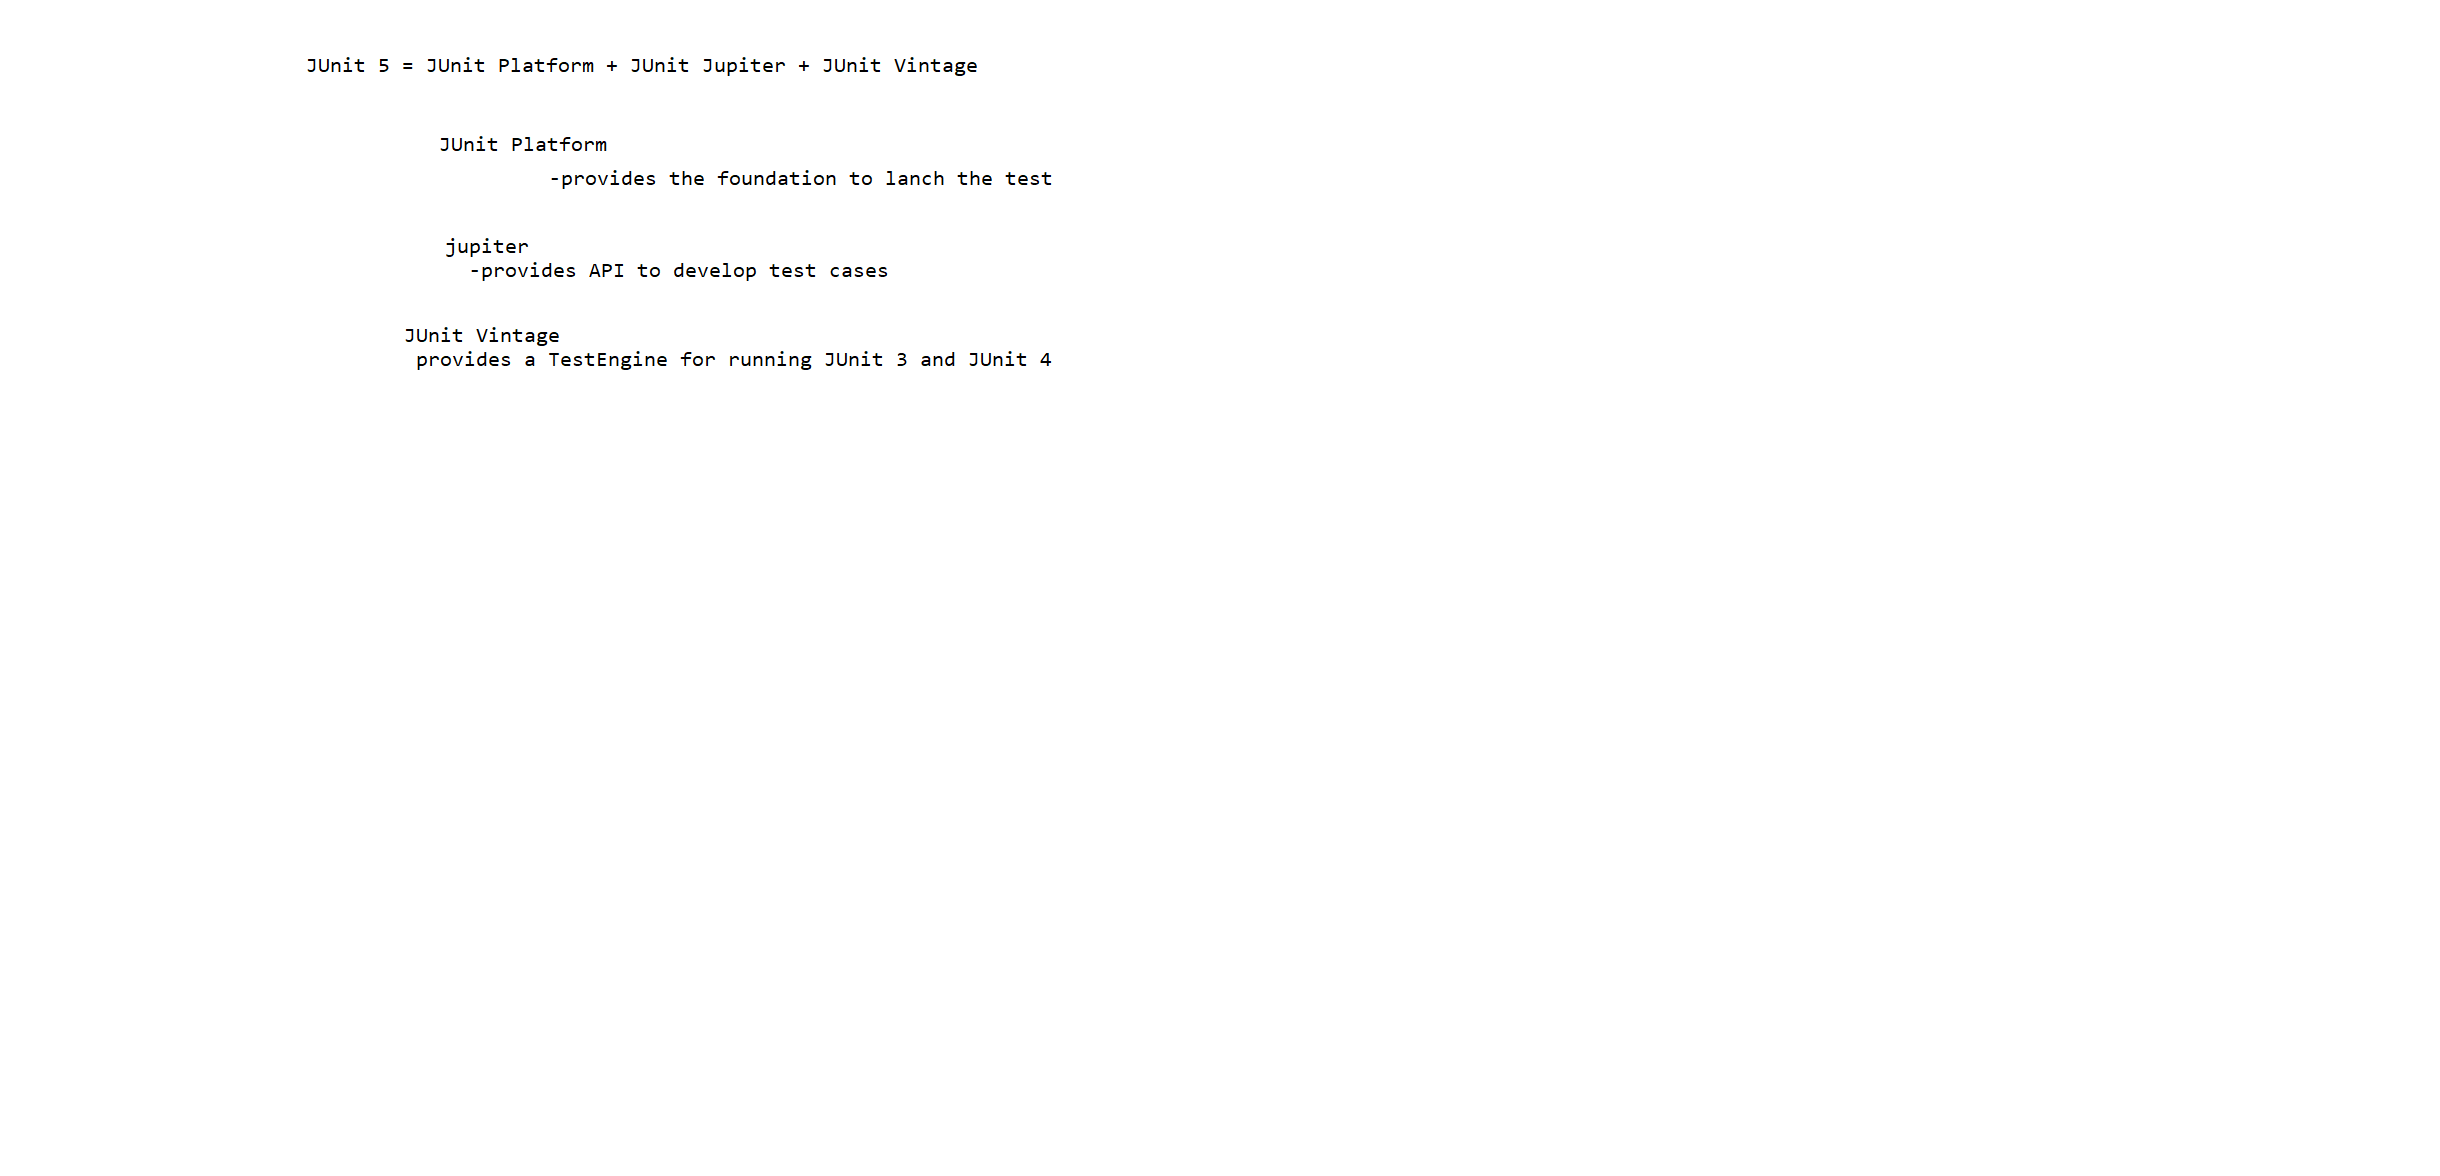 JUnit 5 = JUnit Platform + JUnit Jupiter + JUnit Vintage
JUnit Platform
-provides the foundation to lanch the test
jupiter
-provides API to develop test cases
JUnit Vintage
provides a TestEngine for running JUnit 3 and JUnit 4